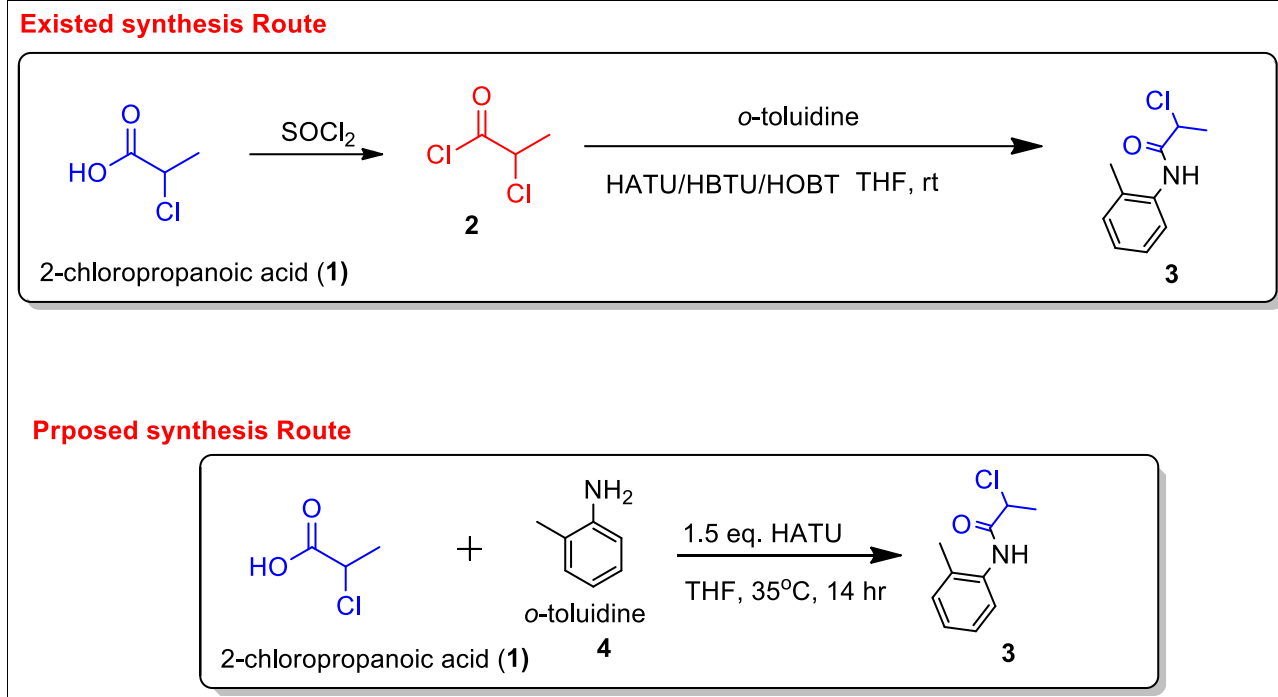 Existed synthesis Route
O
HO
Cl
SOCl2
O
Cl
Cl
2
o-toluidine
HATU/HBTU/HOBT THF, rt
Cl
O
NH
3
2-chloropropanoic acid (1)
Prposed synthesis Route
O
HO
Cl
+
NH2
o-toluidine
4
1.5 eq. HATU
THF, 35oC, 14 hr
Cl
O
NH
3
2-chloropropanoic acid (1)